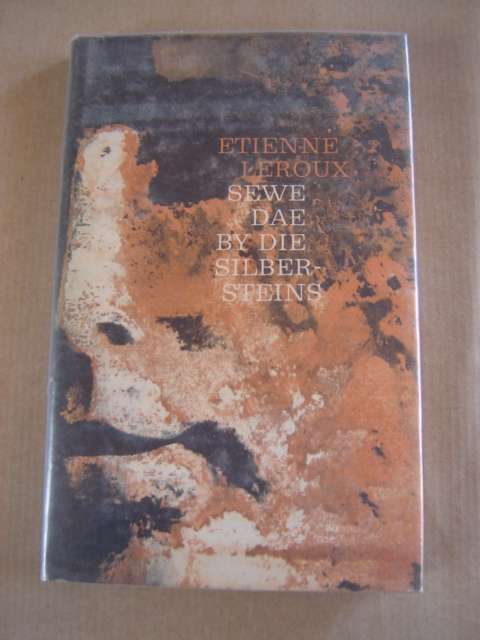 ETIENNE
LEROUX
SEWE
DAE
BY DIE
SILBER-
STEINS